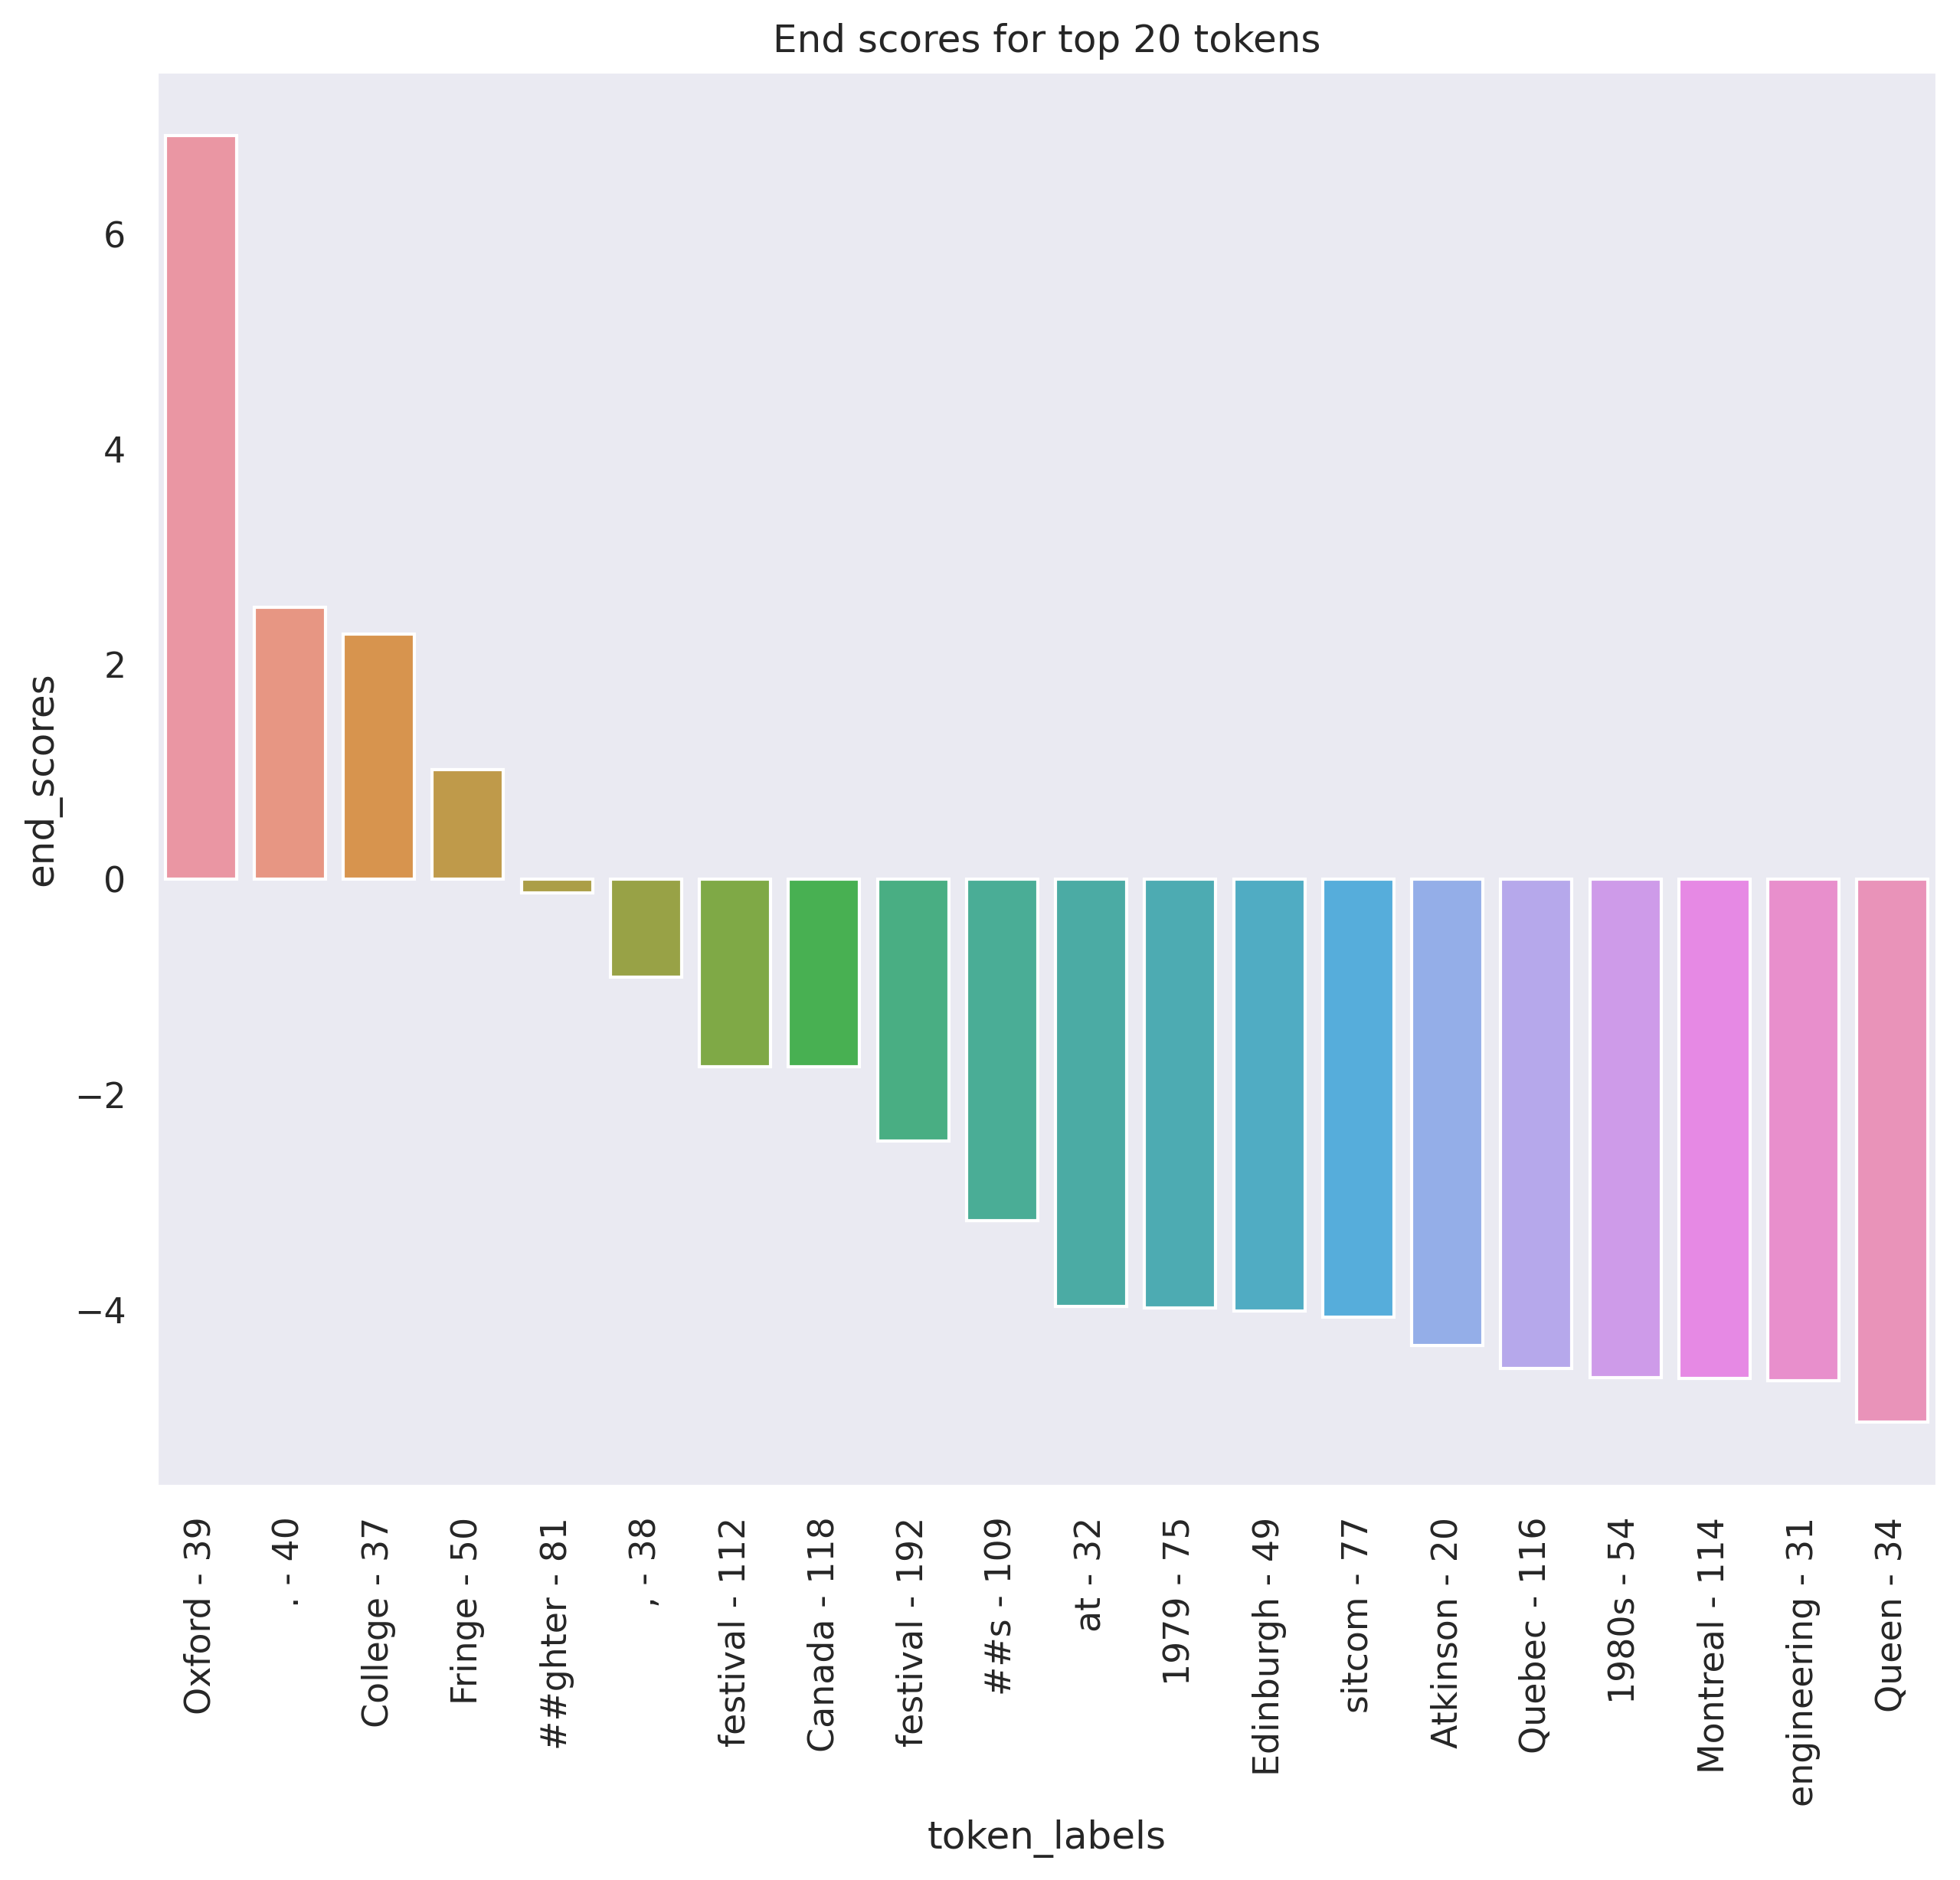 End scores for top 20 tokens
end_scores
6
4
2
0
−2
−4
Oxford - 39
. - 40
College - 37
Fringe - 50
##ghter - 81
, - 38
festival - 112
Canada - 118
festival - 192
##s - 109
at - 32
1979 - 75
Edinburgh - 49
sitcom - 77
Atkinson - 20
Quebec - 116
1980s - 54
Montreal - 114
engineering - 31
Queen - 34
token_labels